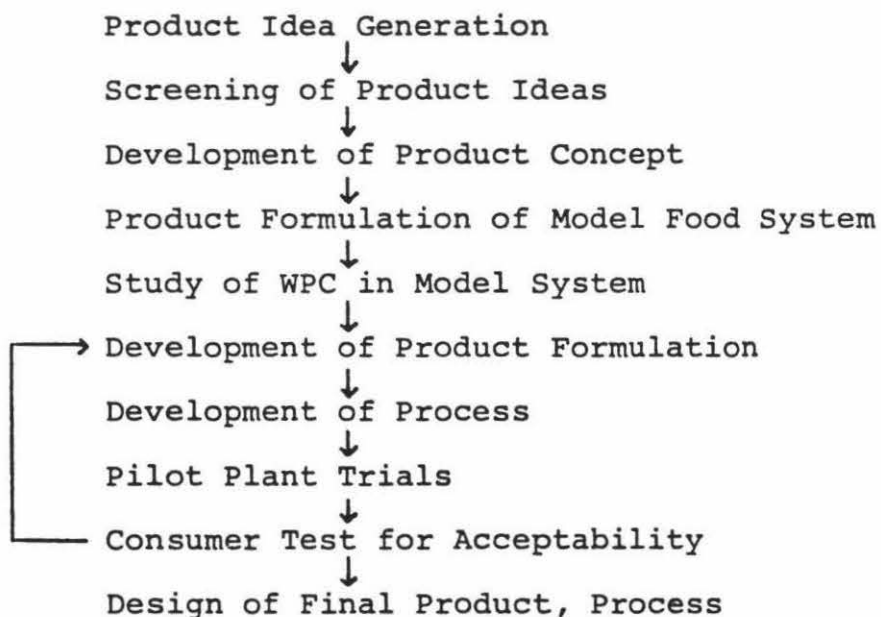 Product Idea Generation
Screening of Product Ideas
Development of Product Concept
Product Formulation of Model Food System
Study of WPC in Model System
Development of Product Formulation
Development of Process
Pilot Plant Trials
Consumer Test for Acceptability
Design of Final Product, Process